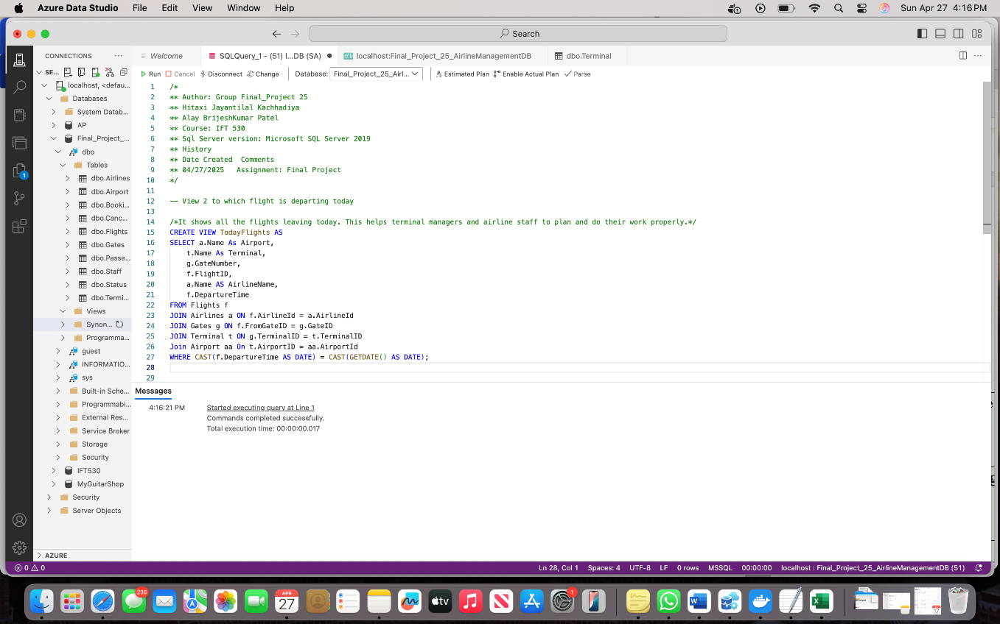 Azure Data Studio File Edit View Window Help Sun Apr 27 4:16 PM
Search
CONNECTIONS ... Welcome SQLQuery_1 - (51) l...DB (SA) localhost:Final_Project_25_AirlineManagementDB dbo.Terminal
SE... Run Cancel Disconnect Change Database: Final_Project_25_Airl... Estimated Plan Enable Actual Plan Parse
localhost, <defau...
Databases
System Datab...
AP
Final_Project_...
dbo
Tables
dbo.Airlines
dbo.Airport
dbo.Booki...
dbo.Canc...
dbo.Flights
dbo.Gates
dbo.Passe...
dbo.Staff
dbo.Status
dbo.Termi...
Views
Synon...
Programma...
guest
INFORMATIO...
sys
Built-in Sche...
Programmabi...
External Res...
Service Broker
Storage
Security
IFT530
MyGuitarShop
Security
Server Objects
AZURE
1
1 /*
2 ** Author: Group Final_Project 25
3 ** Hitaxi Jayantilal Kachhadiya
4 ** Alay BrijeshKumar Patel
5 ** Course: IFT 530
6 ** Sql Server version: Microsoft SQL Server 2019
7 ** History
8 ** Date Created  Comments
9 ** 04/27/2025   Assignment: Final Project
10 */
11
12 -- View 2 to which flight is departing today
13
14 /*It shows all the flights leaving today. This helps terminal managers and airline staff to plan and do their work properly.*/
15 CREATE VIEW TodayFlights AS
16 SELECT a.Name As Airport,
17     t.Name As Terminal,
18     g.GateNumber,
19     f.FlightID,
20     a.Name AS AirlineName,
21     f.DepartureTime
22 FROM Flights f
23 JOIN Airlines a ON f.AirlineId = a.AirlineId
24 JOIN Gates g ON f.FromGateID = g.GateID
25 JOIN Terminal t ON g.TerminalID = t.TerminalID
26 Join Airport aa On t.AirportID = aa.AirportId
27 WHERE CAST(f.DepartureTime AS DATE) = CAST(GETDATE() AS DATE);
28
29
Messages
4:16:21 PM Started executing query at Line 1
Commands completed successfully.
Total execution time: 00:00:00.017
0 0 Ln 28, Col 1 Spaces: 4 UTF-8 LF 0 rows MSSQL 00:00:00 localhost : Final_Project_25_AirlineManagementDB (51)
236 APR 27 tv 1